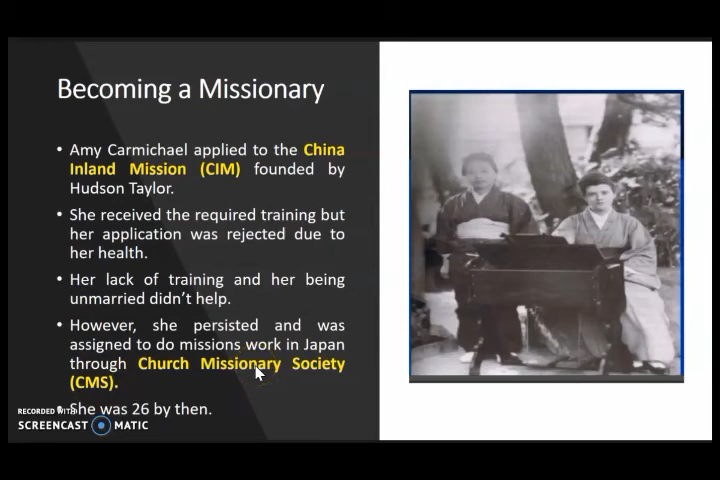 Becoming a Missionary
• Amy Carmichael applied to the China
Inland Mission (CIM) founded by
Hudson Taylor.
• She received the required training but
her application was rejected due to
her health.
• Her lack of training and her being
unmarried didn't help.
• However, she persisted and was
assigned to do missions work in Japan
through Church Missionary Society
(CMS).
• She was 26 by then.
RECORDED WITH
SCREENCAST MATIC